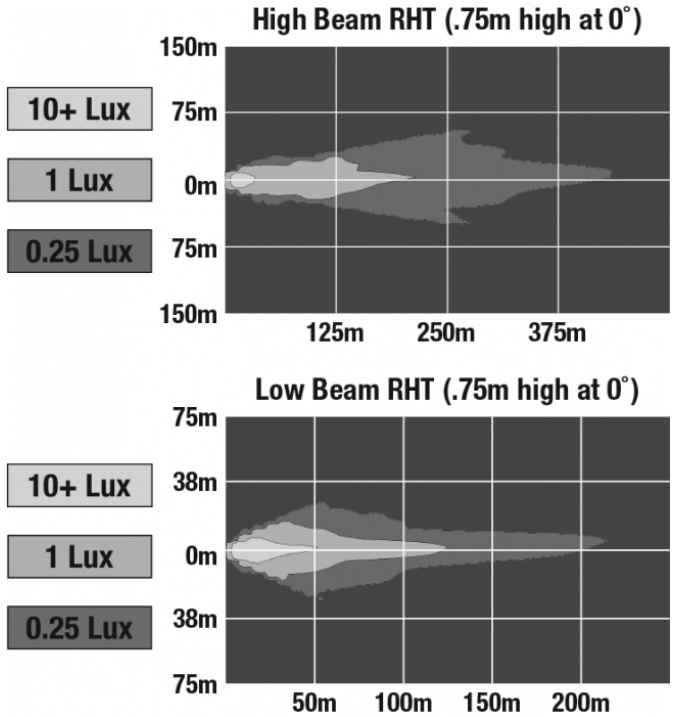 High Beam RHT (.75m high at 0˚)
150m
75m
0m
75m
150m
125m 250m 375m
10+ Lux
1 Lux
0.25 Lux
Low Beam RHT (.75m high at 0˚)
75m
38m
0m
38m
75m
50m 100m 150m 200m
10+ Lux
1 Lux
0.25 Lux